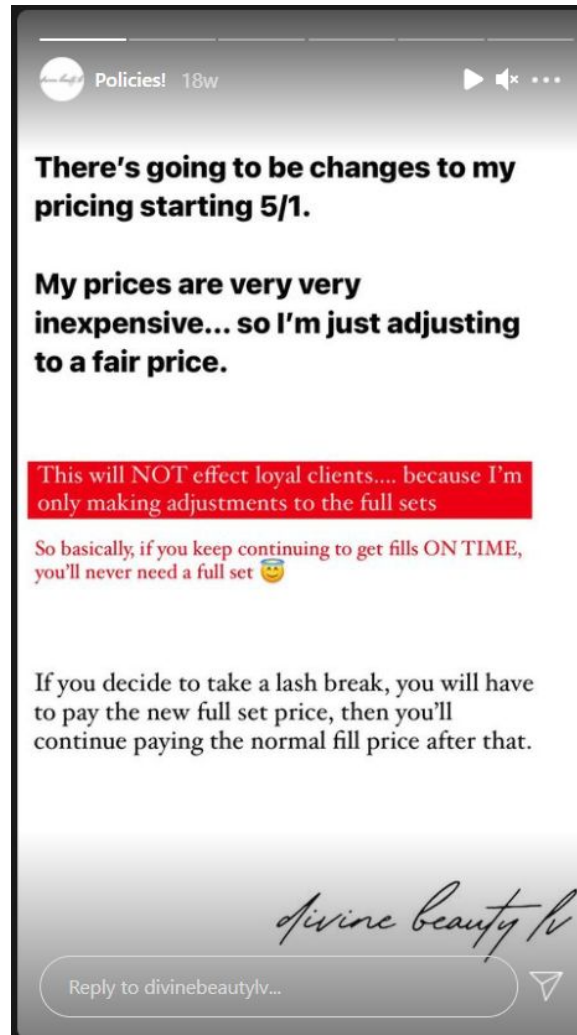 Policies! 18w
There's going to be changes to my
pricing starting 5/1.
My prices are very very
inexpensive... so I'm just adjusting
to a fair price.
This will NOT effect loyal clients.... because I'm
only making adjustments to the full sets
So basically, if you keep continuing to get fills ON TIME,
you'll never need a full set 😇
If you decide to take a lash break, you will have
to pay the new full set price, then you'll
continue paying the normal fill price after that.
divine beauty lv
Reply to divinebeautylv...